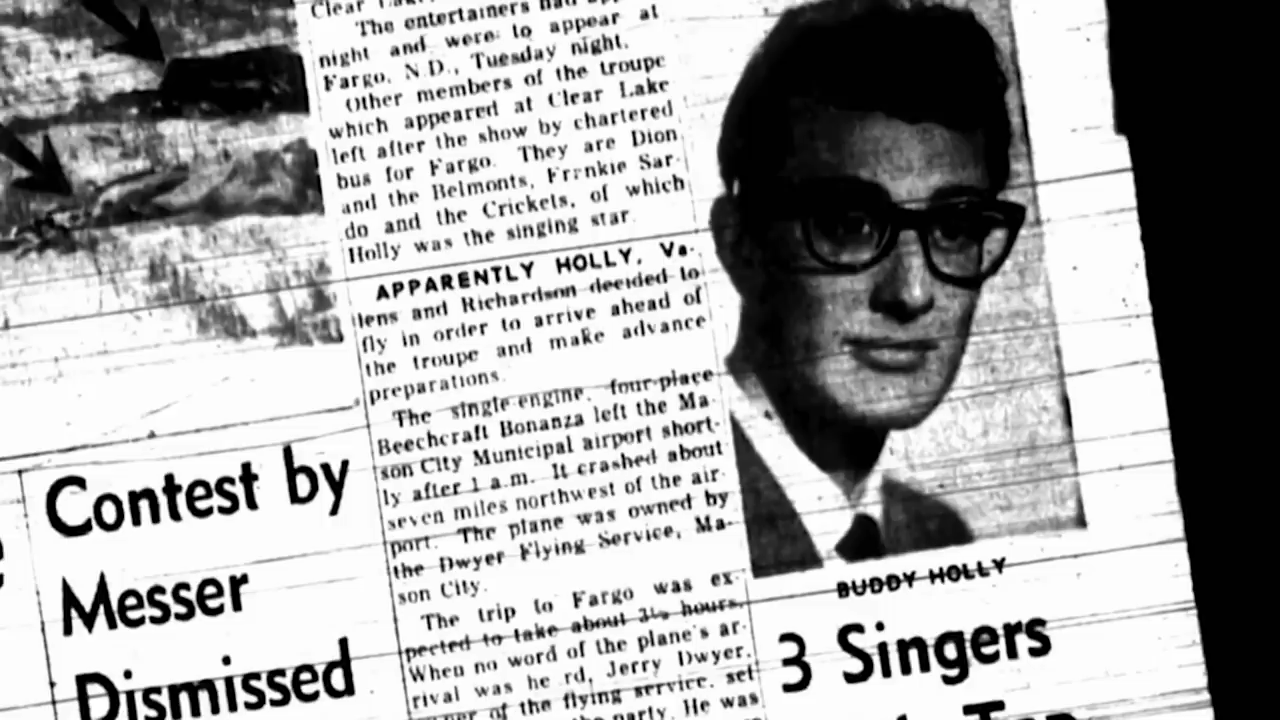 Clear
The entertainers had
night and were to appear at
Fargo, N.D., Tuesday night.
Other members of the troupe
which appeared at Clear Lake
left after the show by chartered
bus for Fargo. They are Dion
and the Belmonts, Frenkie Sar-
do and the Crickets, of which
Holly was the singing star.
APPARENTLY HOLLY, Va-
lens and Richardson decided to
fly in order to arrive ahead of
the troupe and make advance
preparations.
The single-engine, four-place
Beechcraft Bonanza left the Ma-
son City Municipal airport short-
ly after 1 a.m. It crashed about
seven miles northwest of the air-
port. The plane was owned by
the Dwyer Flying Service, Ma-
son City.
The trip to Fargo was ex-
pected to take about 3½ hours.
When no word of the plane's ar-
rival was he rd, Jerry Dwyer,
of the flying service, set
party. He was
Contest by
Messer
Dismissed
BUDDY HOLLY
3 Singers